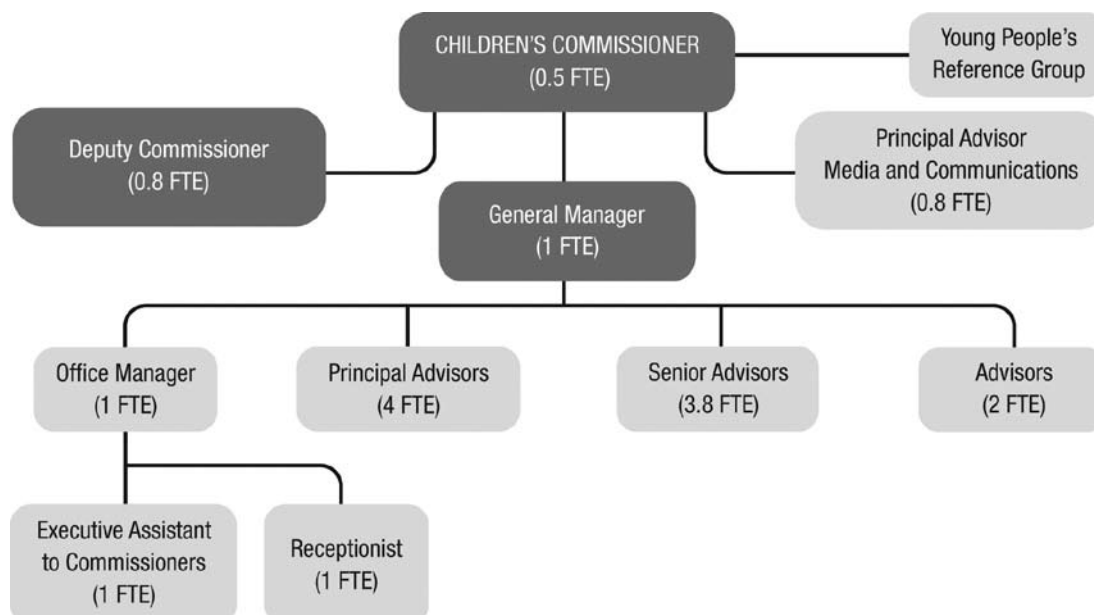 CHILDREN'S COMMISSIONER
(0.5 FTE)
Young People's
Reference Group
Deputy Commissioner
(0.8 FTE)
Principal Advisor
Media and Communications
(0.8 FTE)
General Manager
(1 FTE)
Office Manager
(1 FTE)
Principal Advisors
(4 FTE)
Senior Advisors
(3.8 FTE)
Advisors
(2 FTE)
Executive Assistant
to Commissioners
(1 FTE)
Receptionist
(1 FTE)